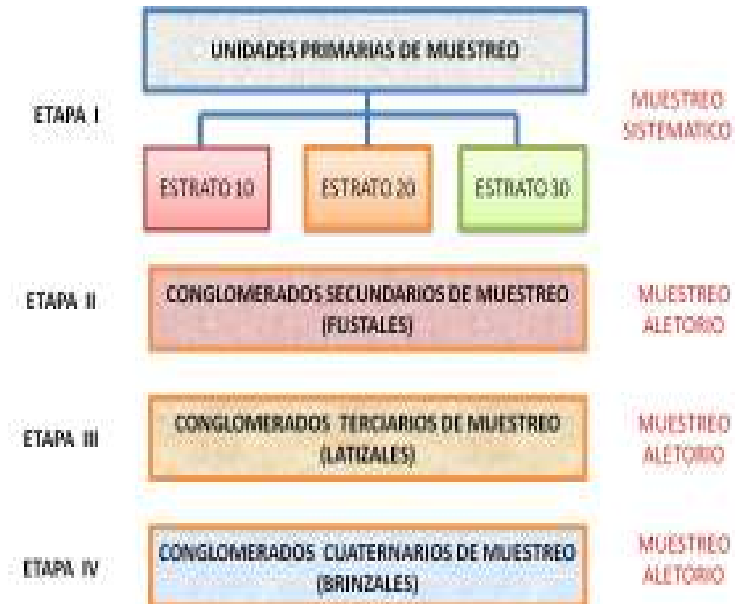 UNIDADES PRIMARIAS DE MUESTREO
ETAPA I
MUESTREO
SISTEMATICO
ESTRATO 10
ESTRATO 20
ESTRATO 30
ETAPA II
CONGLOMERADOS SECUNDARIOS DE MUESTREO
(FUSTALES)
MUESTREO
ALETORIO
ETAPA III
CONGLOMERADOS TERCIARIOS DE MUESTREO
(LATIZALES)
MUESTREO
ALETORIO
ETAPA IV
CONGLOMERADOS CUATERNARIOS DE MUESTREO
(BRINZALES)
MUESTREO
ALETORIO